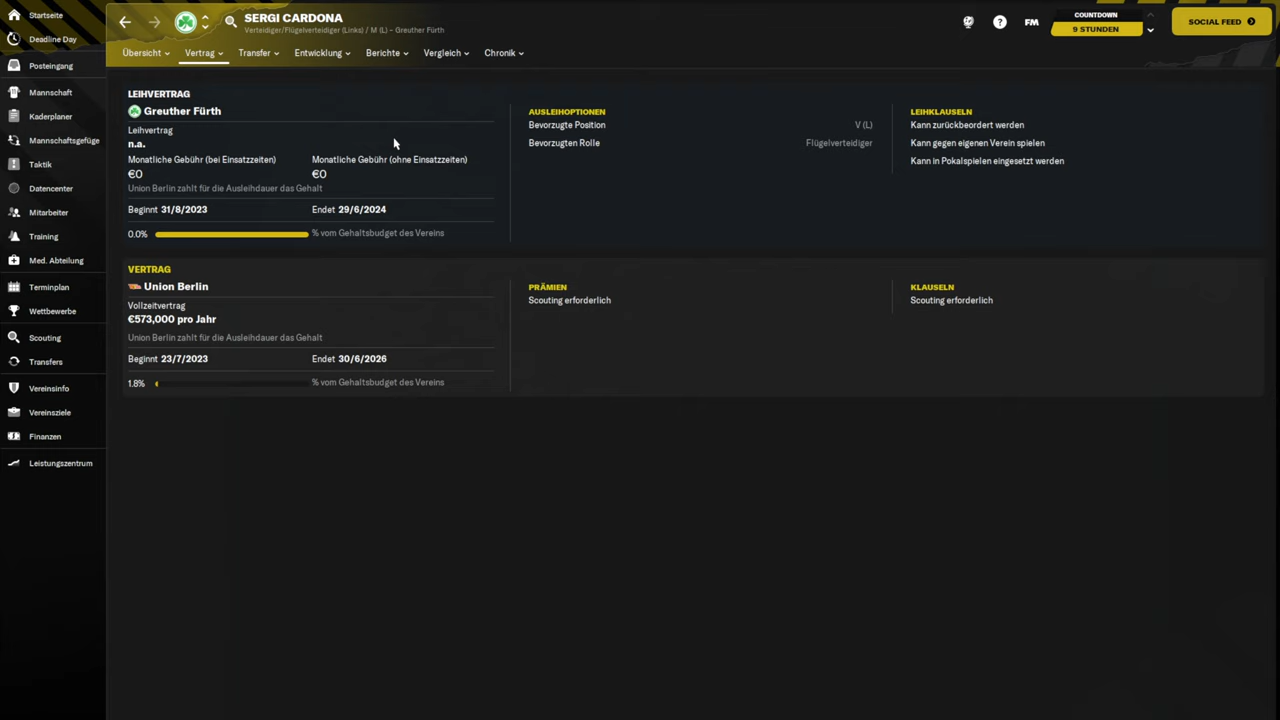 Startseite
Deadline Day
Posteingang
Mannschaft
Kaderplaner
Mannschaftsgefüge
Taktik
Datencenter
Mitarbeiter
Training
Med. Abteilung
Terminplan
Wettbewerbe
Scouting
Transfers
Vereinsinfo
Vereinsziele
Finanzen
Leistungszentrum
SERGI CARDONA
Verteidiger/Flügelverteidiger (Links) / M (L) - Greuther Fürth
FM
COUNTDOWN
9 STUNDEN
SOCIAL FEED
Übersicht
Vertrag
Transfer
Entwicklung
Berichte
Vergleich
Chronik
LEIHVERTRAG
Greuther Fürth
Leihvertrag
n.a.
Monatliche Gebühr (bei Einsatzzeiten) Monatliche Gebühr (ohne Einsatzzeiten)
€0 €0
Union Berlin zahlt für die Ausleihdauer das Gehalt
Beginnt 31/8/2023 Endet 29/6/2024
0.0% % vom Gehaltsbudget des Vereins
AUSLEIHOPTIONEN
Bevorzugte Position V (L)
Bevorzugten Rolle Flügelverteidiger
LEIHKLAUSELN
Kann zurückbeordert werden
Kann gegen eigenen Verein spielen
Kann in Pokalspielen eingesetzt werden
VERTRAG
Union Berlin
Vollzeitvertrag
€573,000 pro Jahr
Union Berlin zahlt für die Ausleihdauer das Gehalt
Beginnt 23/7/2023 Endet 30/6/2026
1.8% % vom Gehaltsbudget des Vereins
PRÄMIEN
Scouting erforderlich
KLAUSELN
Scouting erforderlich